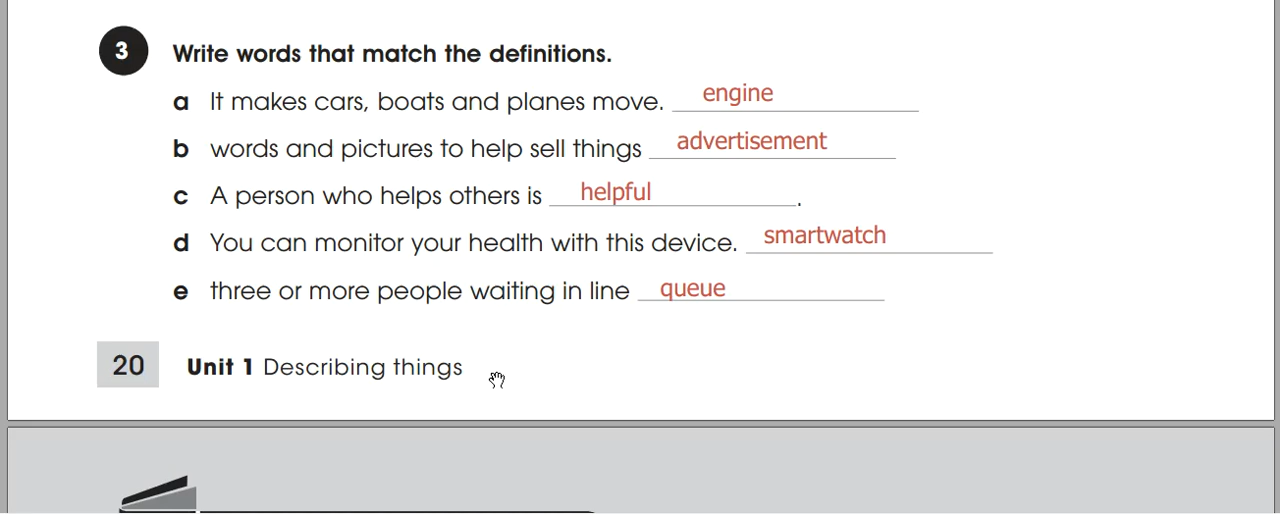 3 Write words that match the definitions.
a It makes cars, boats and planes move. engine
b words and pictures to help sell things advertisement
c A person who helps others is helpful.
d You can monitor your health with this device. smartwatch
e three or more people waiting in line queue
20 Unit 1 Describing things